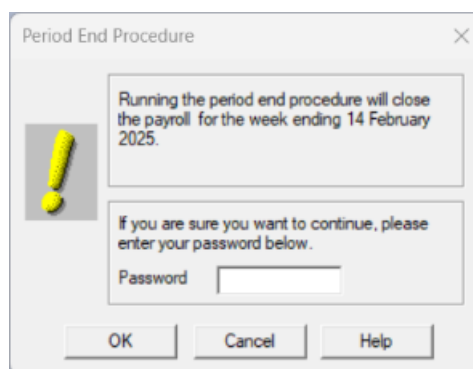 Period End Procedure
Running the period end procedure will close
the payroll for the week ending 14 February
2025.
If you are sure you want to continue, please
enter your password below.
Password
OK
Cancel
Help